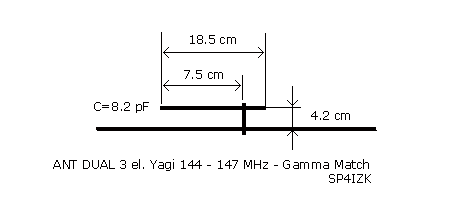 18.5 cm
7.5 cm
C=8.2 pF
4.2 cm
ANT DUAL 3 el. Yagi 144 - 147 MHz - Gamma Match
SP4IZK